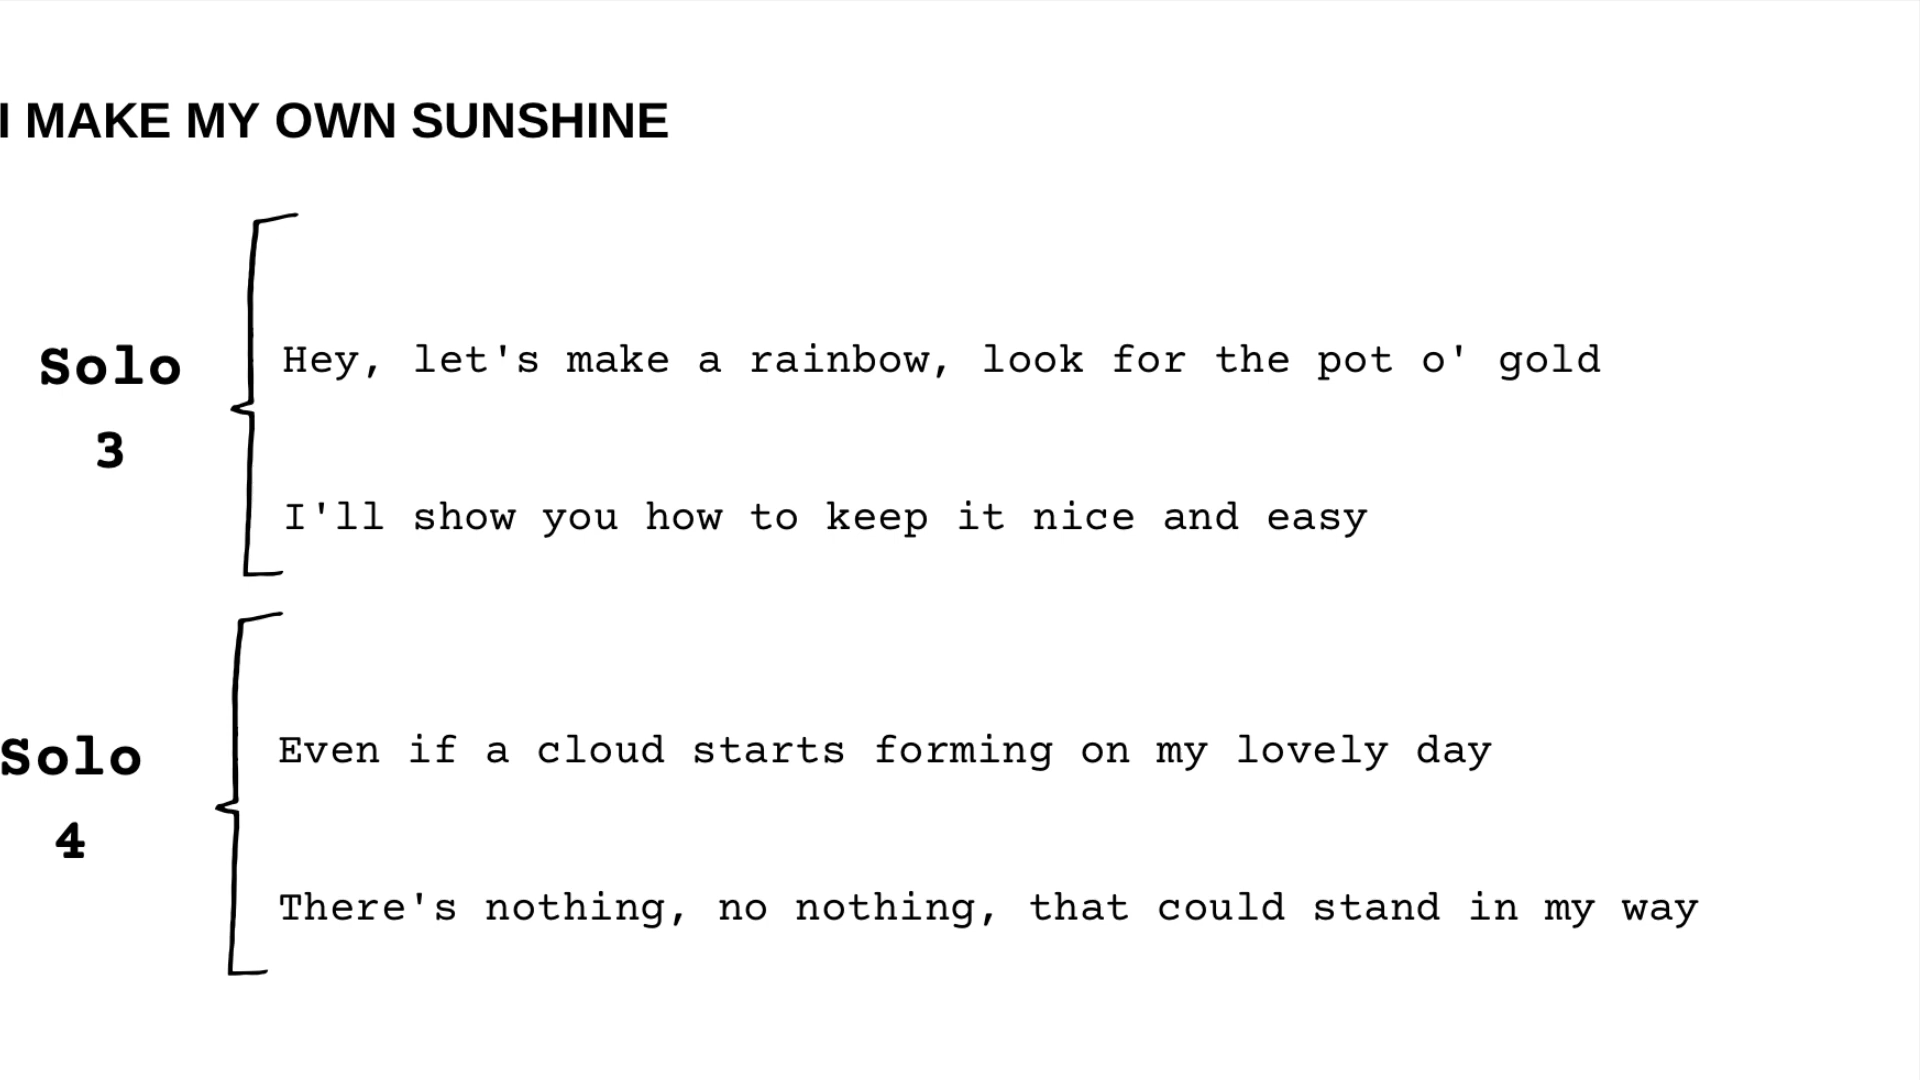 I MAKE MY OWN SUNSHINE
Solo
3
Hey, let's make a rainbow, look for the pot o' gold
I'll show you how to keep it nice and easy
Solo
4
Even if a cloud starts forming on my lovely day
There's nothing, no nothing, that could stand in my way